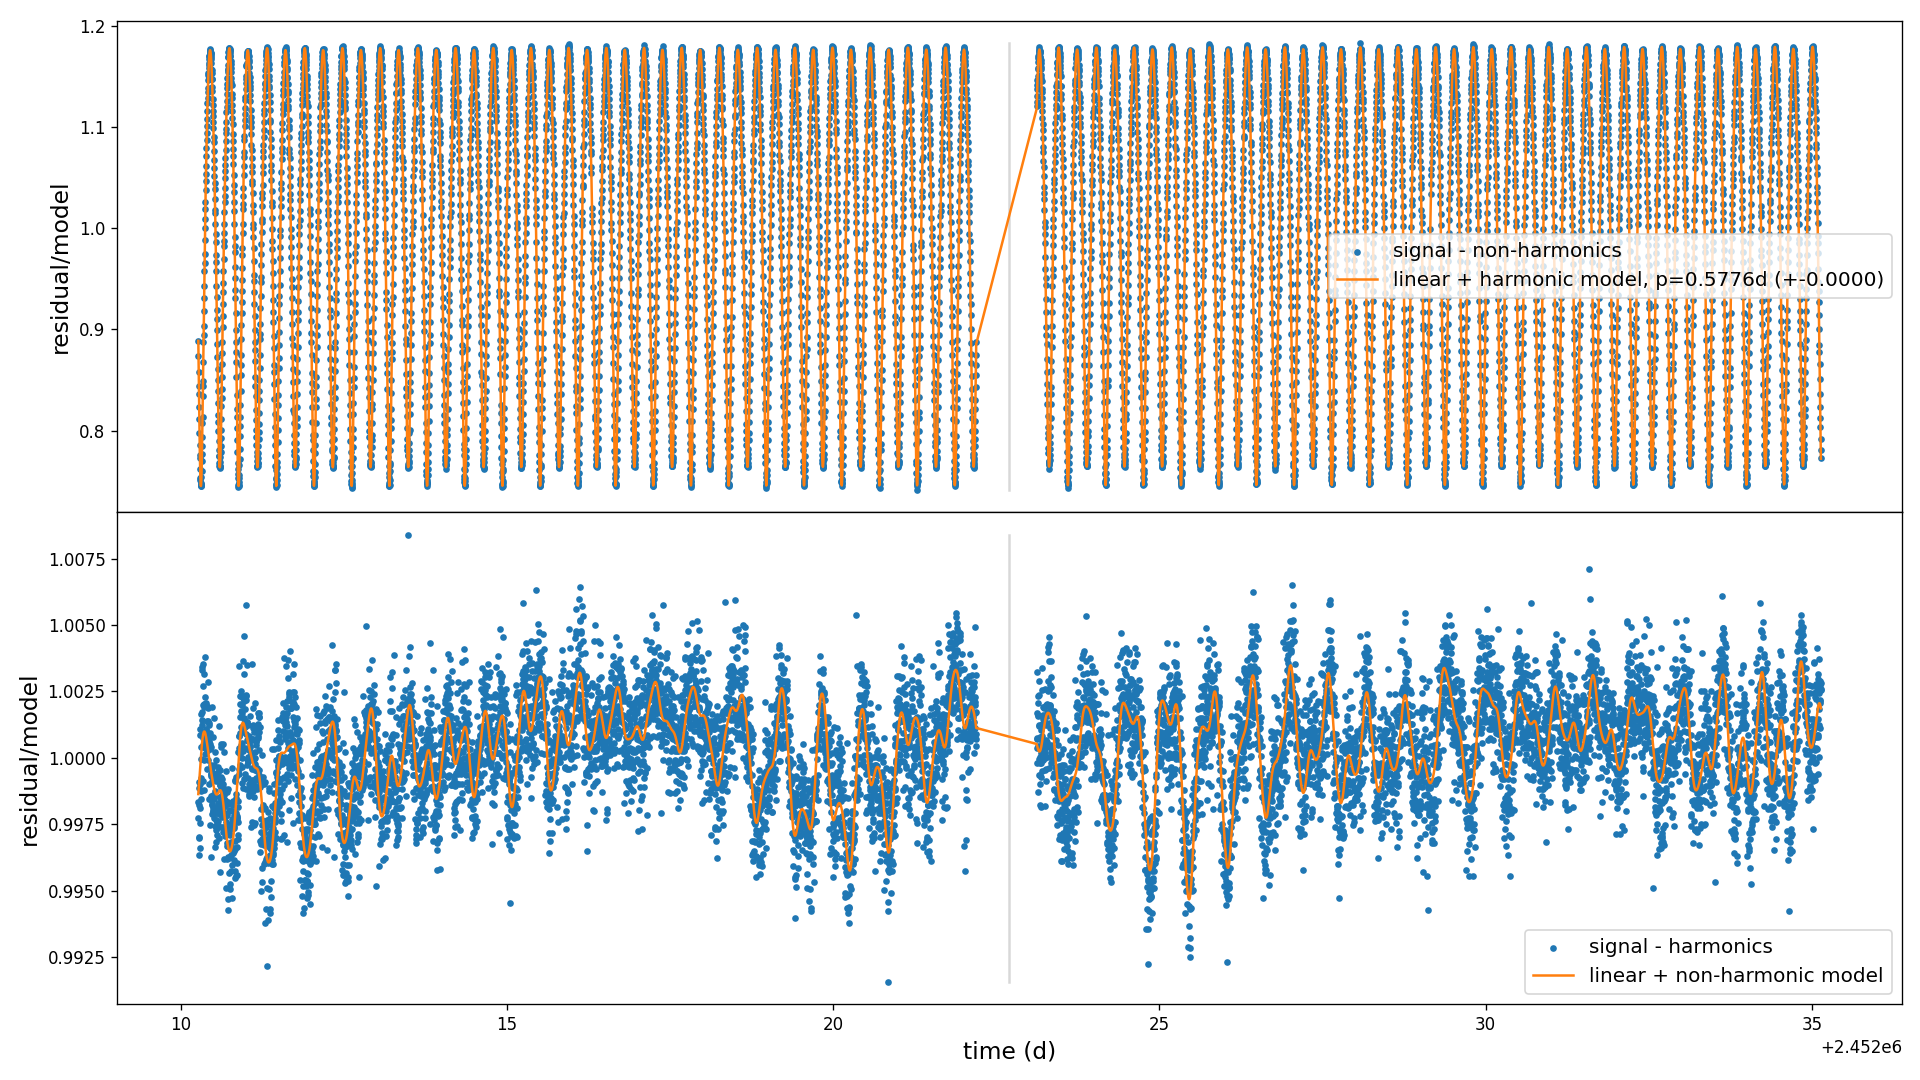 1.2
1.1
1.0
0.9
0.8
residual/model
signal - non-harmonics
linear + harmonic model, p=0.5776d (+-0.0000)
1.0075
1.0050
1.0025
1.0000
0.9975
0.9950
0.9925
residual/model
signal - harmonics
linear + non-harmonic model
10
15
20
25
30
35
time (d)
+2.452e6